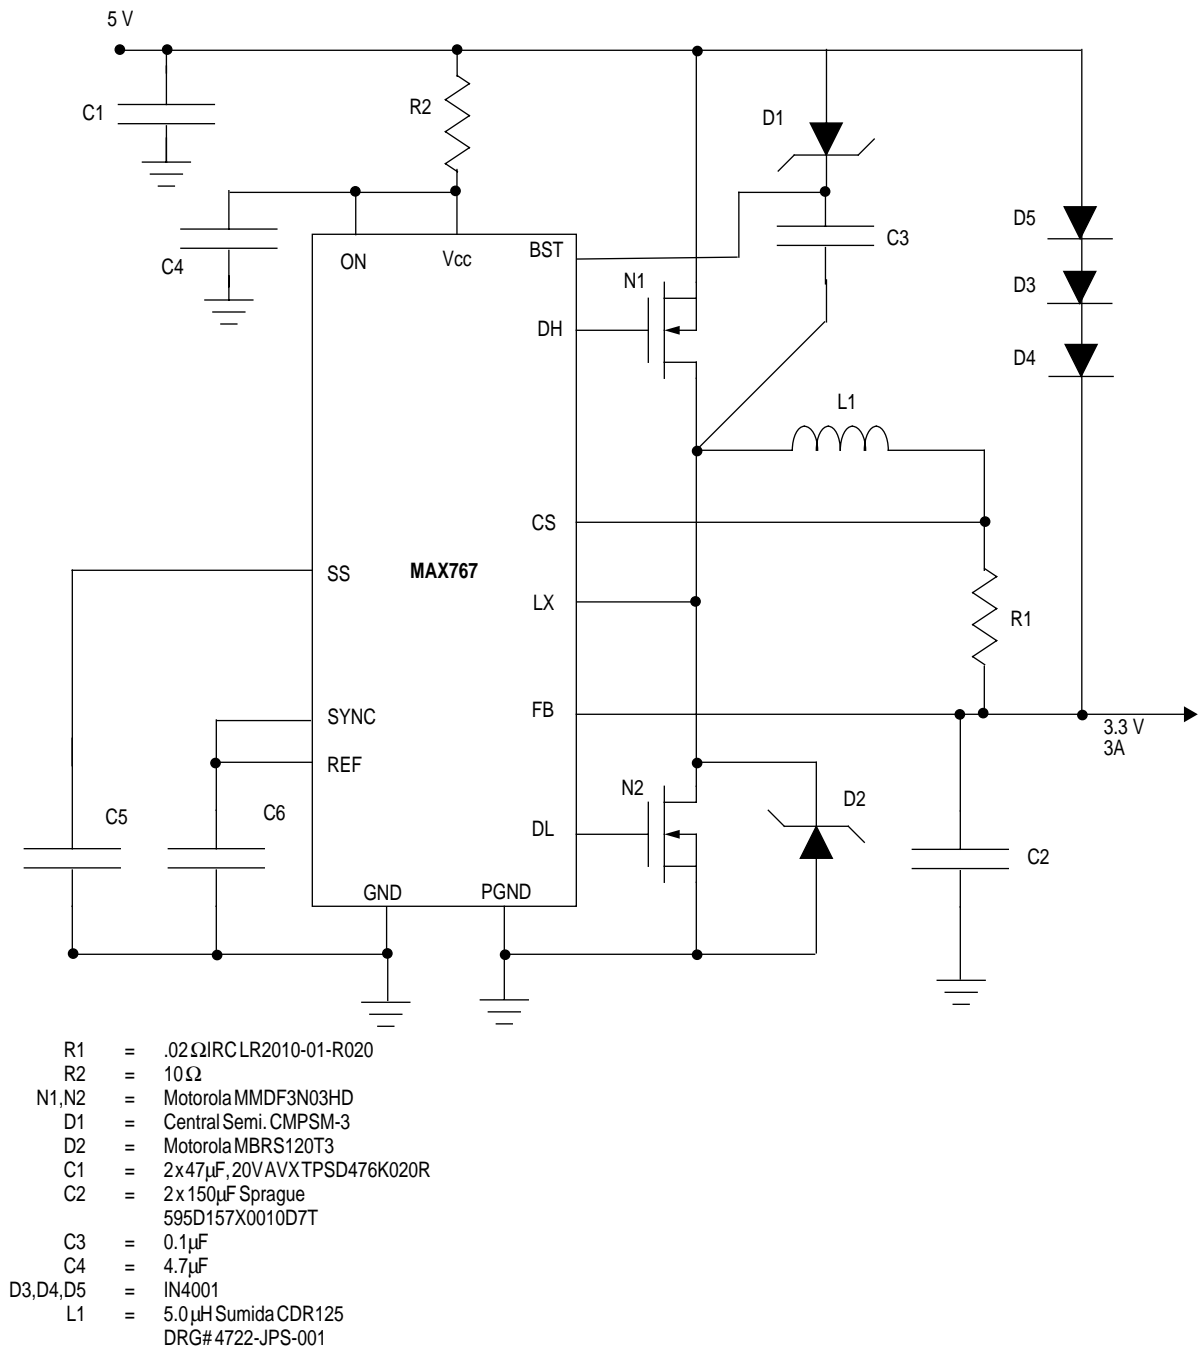 5 V
C1
R2
D1
D5
C3
C4
ON
Vcc
BST
N1
D3
DH
D4
L1
CS
SS
MAX767
LX
R1
SYNC
FB
3.3 V
3A
REF
N2
D2
C5
C6
DL
C2
GND
PGND
R1 = .02 Ω IRC LR2010-01-R020
R2 = 10 Ω
N1,N2 = Motorola MMDF3N03HD
D1 = Central Semi. CMPSM-3
D2 = Motorola MBRS120T3
C1 = 2 x 47µF, 20V AVX TPSD476K020R
C2 = 2 x 150µF Sprague
595D157X0010D7T
C3 = 0.1µF
C4 = 4.7µF
D3,D4,D5 = IN4001
L1 = 5.0 µH Sumida CDR125
DRG# 4722-JPS-001